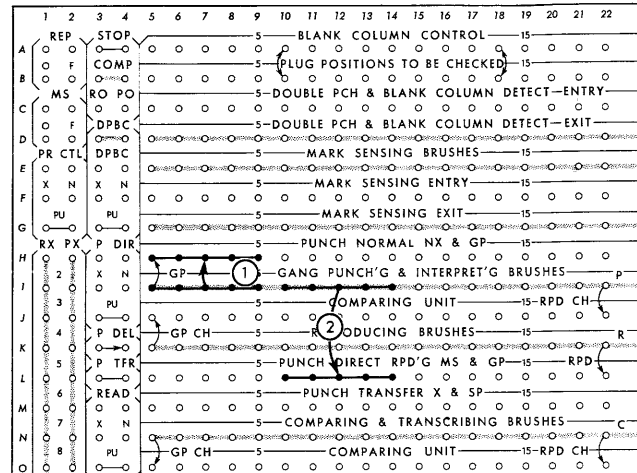 1 2 3 4 5 6 7 8 9 10 11 12 13 14 15 16 17 18 19 20 21 22
REP STOP 5 BLANK COLUMN CONTROL 15
A
F COMP PLUG POSITIONS TO BE CHECKED
B
MS RO PO 5 DOUBLE PCH & BLANK COLUMN DETECT-ENTRY
C
F DPBC 5 DOUBLE PCH & BLANK COLUMN DETECT-EXIT
D
PR CTL DPBC 5 MARK SENSING BRUSHES 15
E
X N X N 5 MARK SENSING ENTRY 15
F
PU PU 5 MARK SENSING EXIT 15
G
RX PX P DIR 5 PUNCH NORMAL NX & GP 15
H
2 X N GP 1 GANG PUNCH'G & INTERPRET'G BRUSHES P
I
3 PU 5 COMPARING UNIT 15 RPD CH
J
4 P DEL GP CH 2 REPRODUCING BRUSHES 15 R
K
5 P TFR 5 PUNCH DIRECT RPD'G MS & GP 15 RPD
L
6 READ 5 PUNCH TRANSFER X & SP 15
M
7 X N 5 COMPARING & TRANSCRIBING BRUSHES C
N
8 PU GP CH 5 COMPARING UNIT 15 RPD CH
O